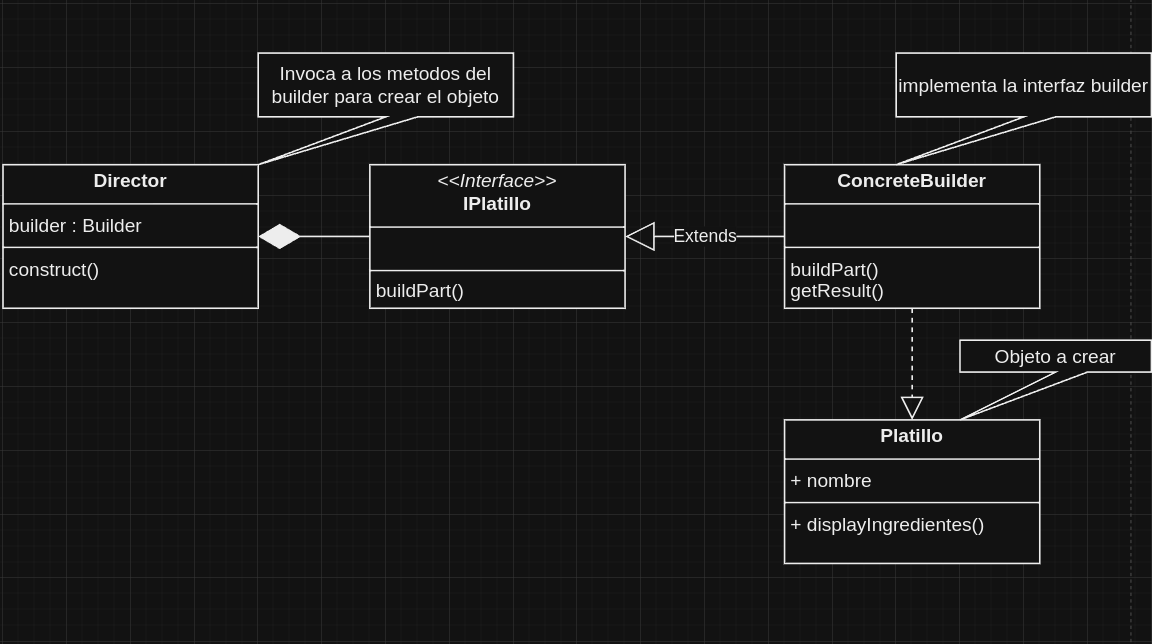 Invoca a los metodos del
builder para crear el objeto
implementa la interfaz builder
Director
builder : Builder
construct()
<<Interface>>
IPlatillo
buildPart()
Extends
ConcreteBuilder
buildPart()
getResult()
Objeto a crear
Platillo
+ nombre
+ displayIngredientes()